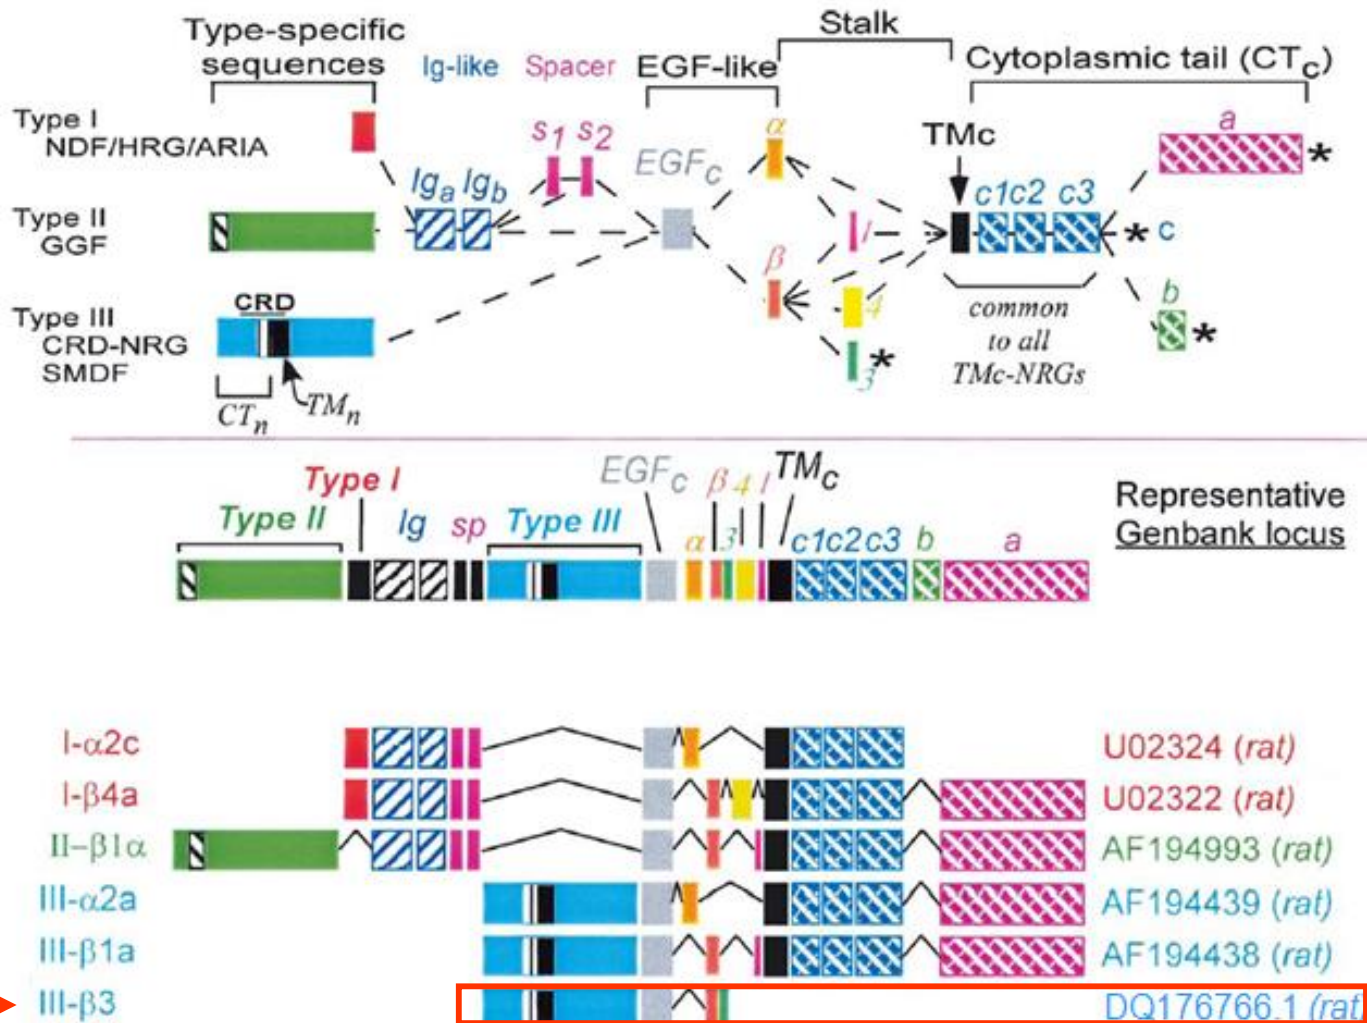 Type-specific sequences
Ig-like
Spacer
EGF-like
Stalk
Cytoplasmic tail (CTc)
Type I
NDF/HRG/ARIA
Iga Igb
s1 s2
EGFc
α
TMc
a
*
c1c2 c3
Type II
GGF
β
1
* c
4
3 *
common
to all
TMc-NRGs
b
*
CRD
Type III
CRD-NRG
SMDF
CTn
TMn
Type II
Type I
Ig
sp
Type III
EGFc
α
β
3
4
1
TMc
c1c2 c3
b
a
Representative
Genbank locus
I-α2c
U02324 (rat)
I-β4a
U02322 (rat)
II–β1α
AF194993 (rat)
III-α2a
AF194439 (rat)
III-β1a
AF194438 (rat)
III-β3
DQ176766.1 (rat